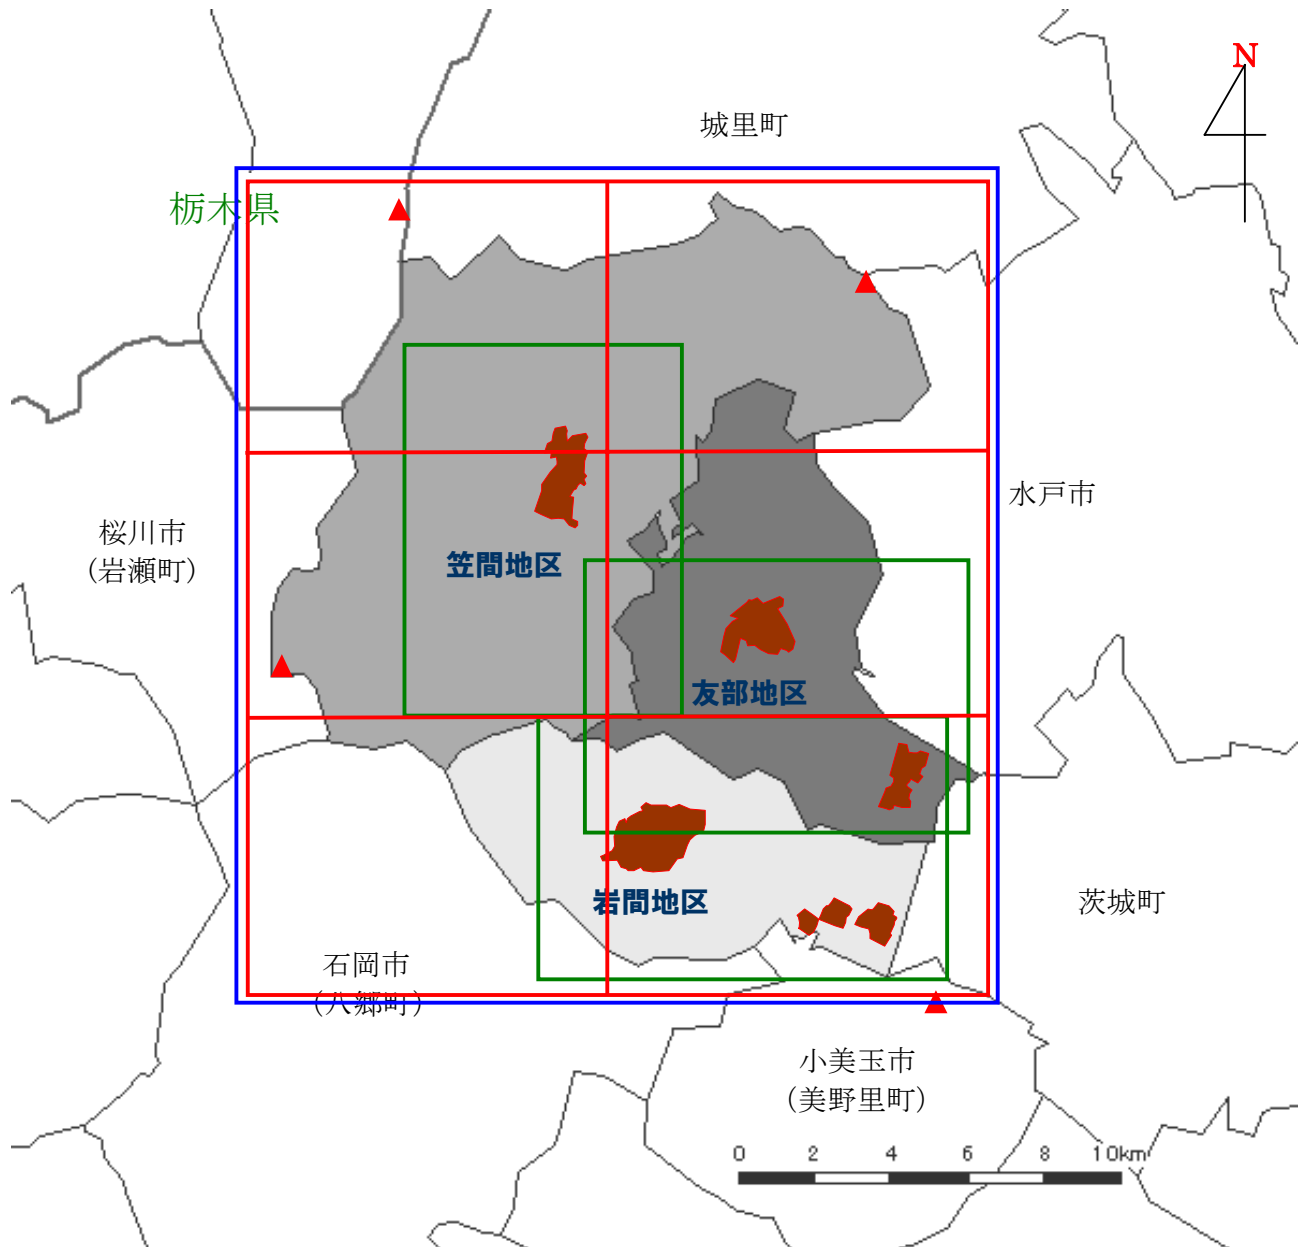 N
城里町
栃木県
水戸市
桜川市
(岩瀬町)
笠間地区
友部地区
茨城町
岩間地区
石岡市
(八郷町)
小美玉市
(美野里町)
0 2 4 6 8 10km